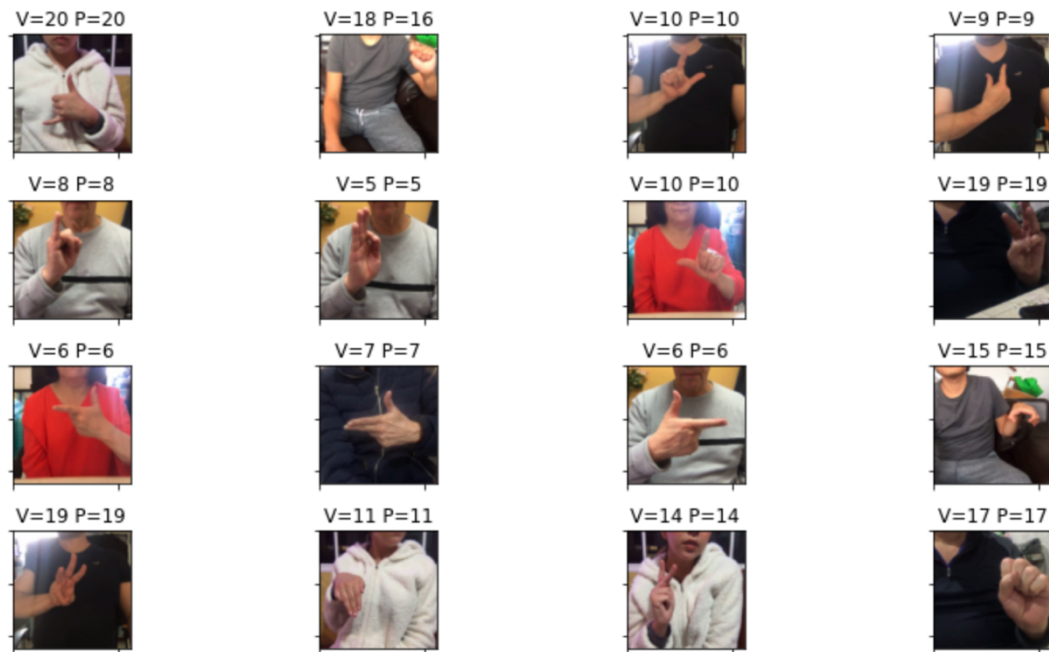 V=20 P=20
V=18 P=16
V=10 P=10
V=9 P=9
V=8 P=8
V=5 P=5
V=10 P=10
V=19 P=19
V=6 P=6
V=7 P=7
V=6 P=6
V=15 P=15
V=19 P=19
V=11 P=11
V=14 P=14
V=17 P=17